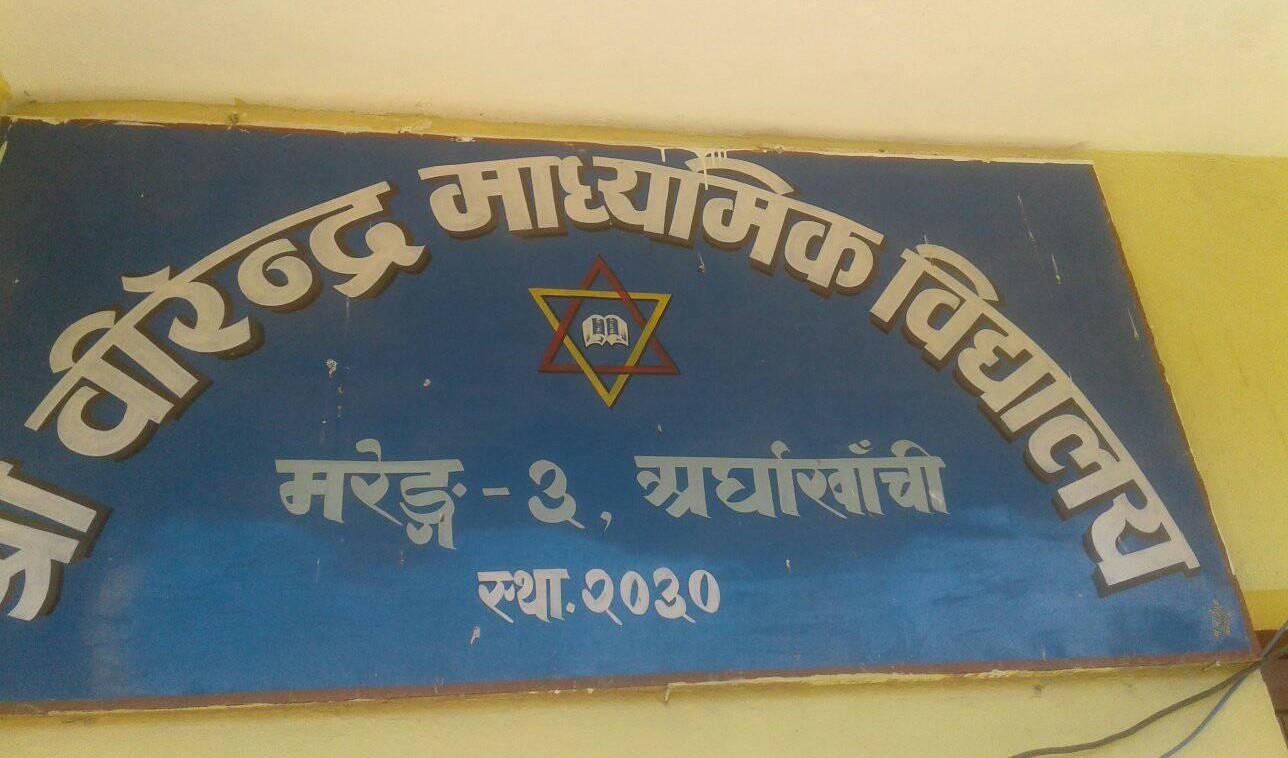 श्री वीरेन्द्र माध्यमिक विद्यालय
मरेङ्ग - ३, अर्घाखाँची
स्था. २०३०